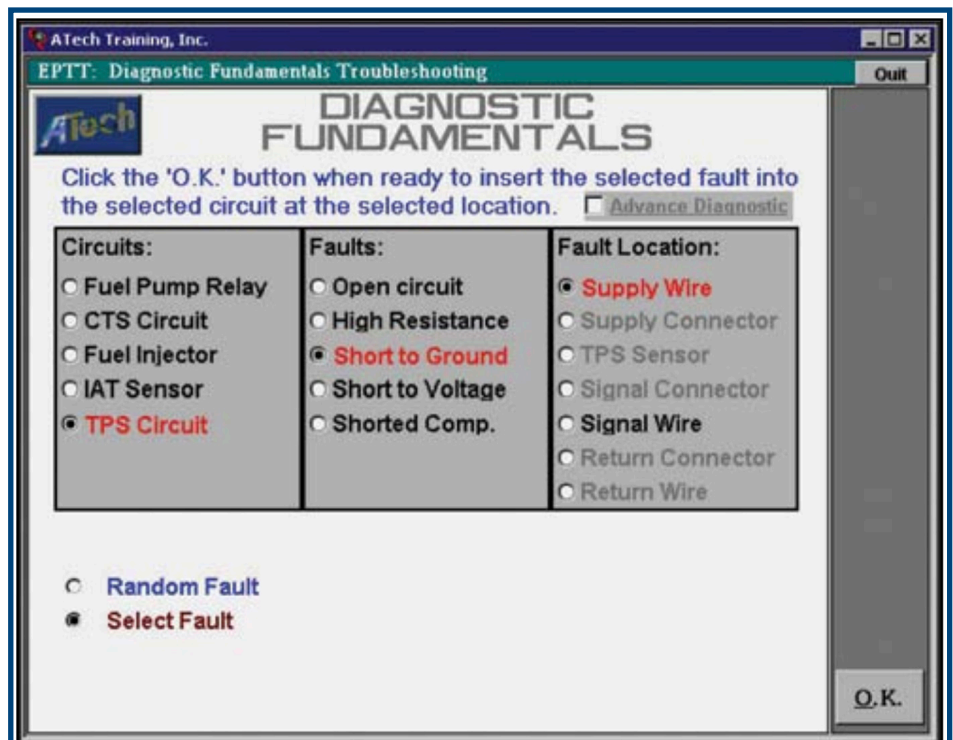 ATech Training, Inc.
EPTT: Diagnostic Fundamentals Troubleshooting
Quit
ATech
DIAGNOSTIC
FUNDAMENTALS
Click the 'O.K.' button when ready to insert the selected fault into
the selected circuit at the selected location.
Advance Diagnostic
Circuits:
Fuel Pump Relay
CTS Circuit
Fuel Injector
IAT Sensor
TPS Circuit
Faults:
Open circuit
High Resistance
Short to Ground
Short to Voltage
Shorted Comp.
Fault Location:
Supply Wire
Supply Connector
TPS Sensor
Signal Connector
Signal Wire
Return Connector
Return Wire
Random Fault
Select Fault
O.K.